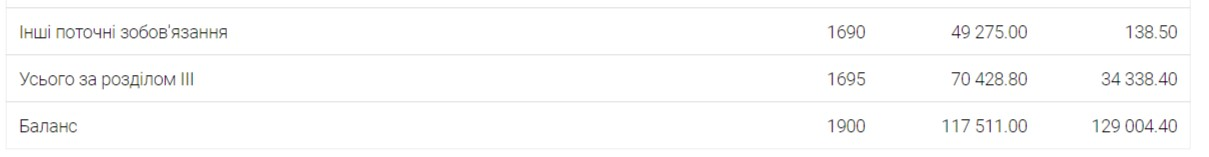 Інші поточні зобов'язання 1690 49 275.00 138.50
Усього за розділом III 1695 70 428.80 34 338.40
Баланс 1900 117 511.00 129 004.40